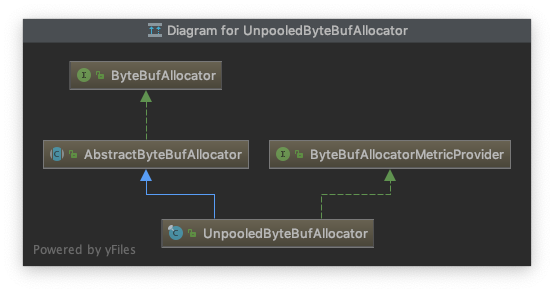 Diagram for UnpooledByteBufAllocator
I ByteBufAllocator
C AbstractByteBufAllocator
I ByteBufAllocatorMetricProvider
C UnpooledByteBufAllocator
Powered by yFiles